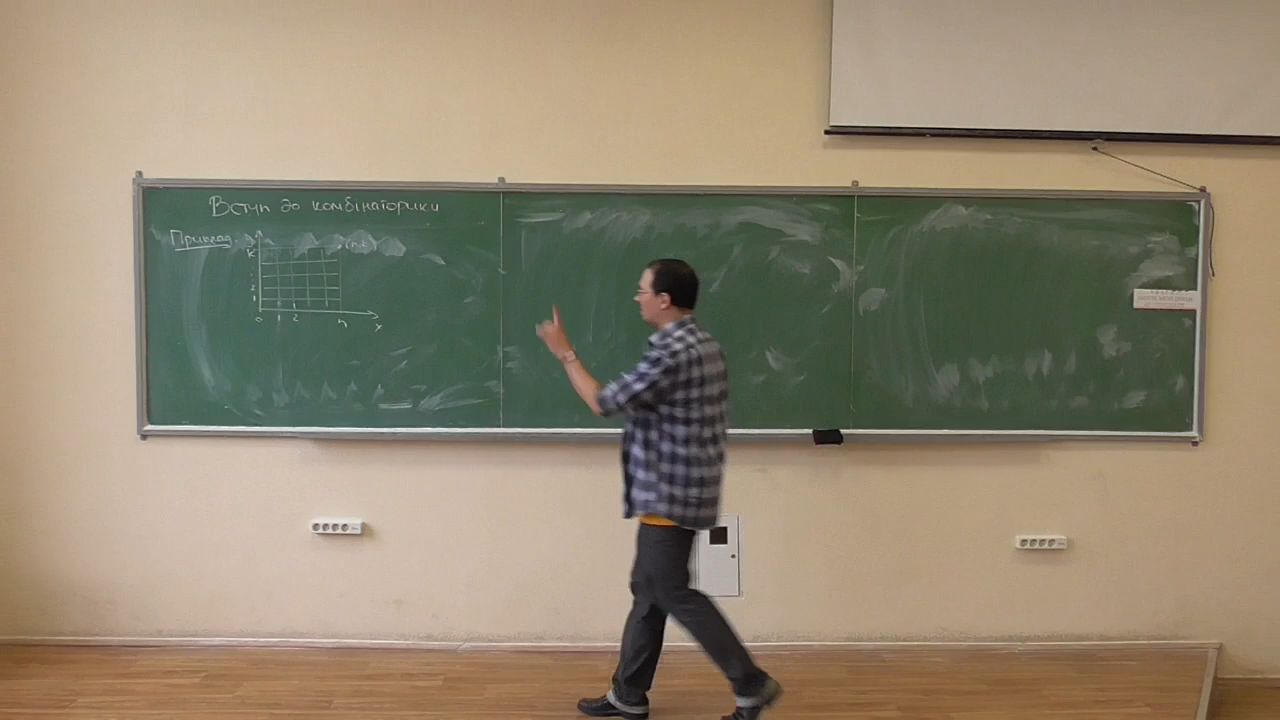 Вступ до комбінаторики
Приклад. y
k (n,k)
2
1
0 1 2 n x